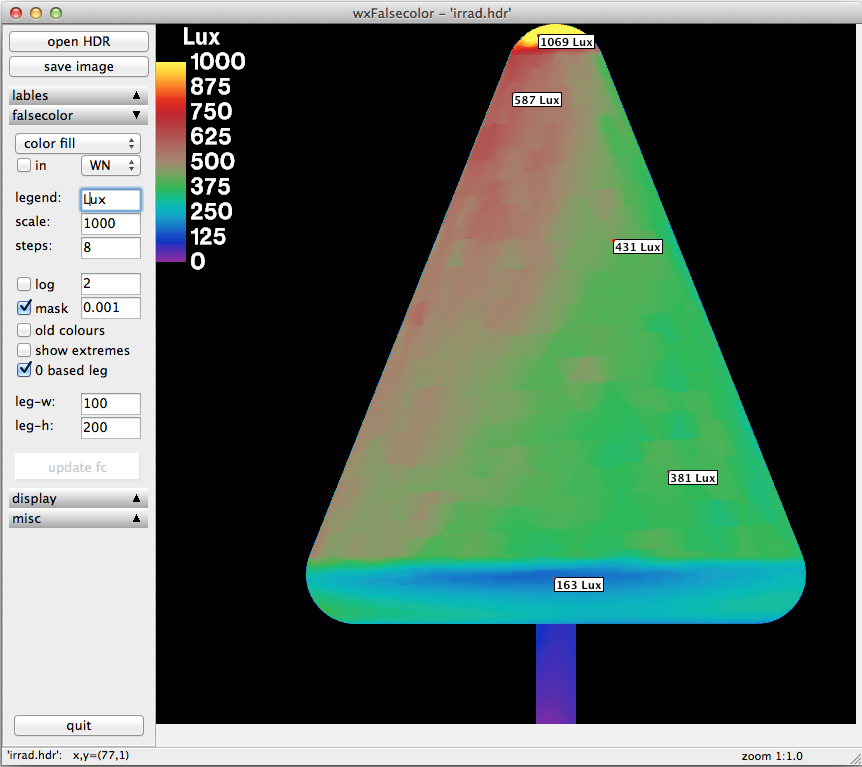 wxFalsecolor - 'irrad.hdr'
open HDR
save image
lables
falsecolor
color fill
in WN
legend: Lux
scale: 1000
steps: 8
log 2
mask 0.001
old colours
show extremes
0 based leg
leg-w: 100
leg-h: 200
update fc
display
misc
quit
Lux
1000
875
750
625
500
375
250
125
0
1069 Lux
587 Lux
431 Lux
381 Lux
163 Lux
'irrad.hdr': x,y=(77,1)
zoom 1:1.0